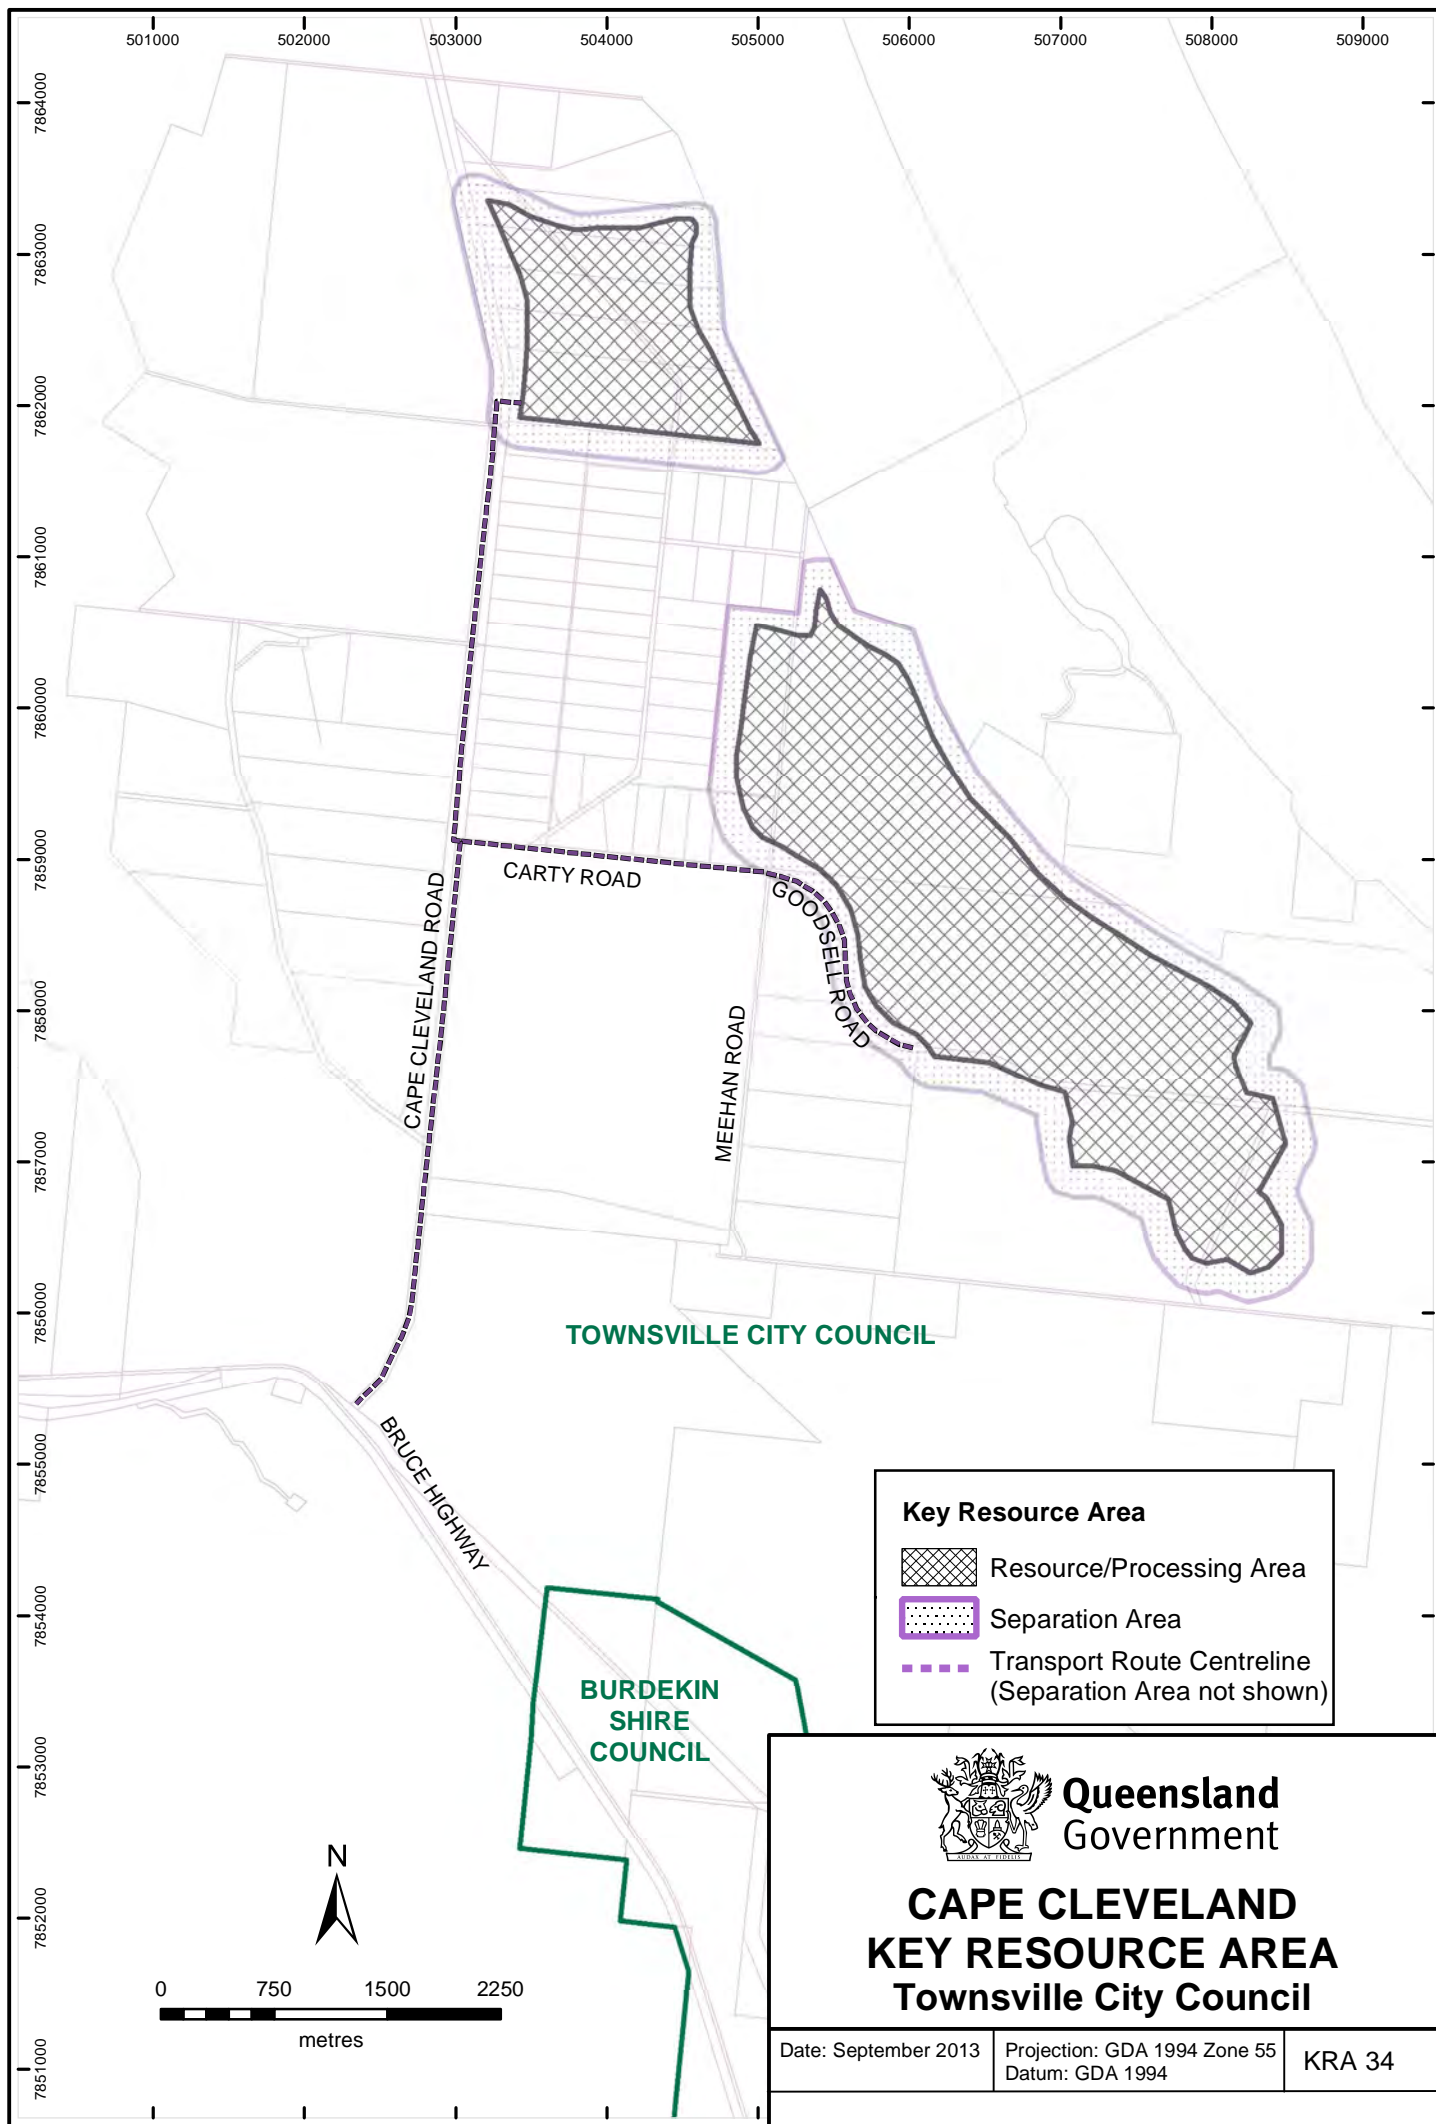 501000 502000 503000 504000 505000 506000 507000 508000 509000
7864000
7863000
7862000
7861000
7860000
7859000
7858000
7857000
7856000
7855000
7854000
7853000
7852000
7851000
CARTY ROAD
GOODSELL ROAD
CAPE CLEVELAND ROAD
MEEHAN ROAD
TOWNSVILLE CITY COUNCIL
BRUCE HIGHWAY
BURDEKIN
SHIRE
COUNCIL
Key Resource Area
Resource/Processing Area
Separation Area
Transport Route Centreline
(Separation Area not shown)
N
0 750 1500 2250
metres
AUDAX AT FIDELIS
Queensland
Government
CAPE CLEVELAND
KEY RESOURCE AREA
Townsville City Council
Date: September 2013
Projection: GDA 1994 Zone 55
Datum: GDA 1994
KRA 34